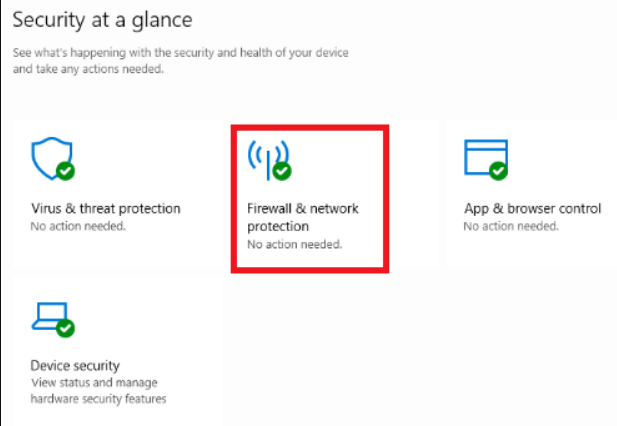 Security at a glance
See what's happening with the security and health of your device
and take any actions needed.
Virus & threat protection
No action needed.
Firewall & network
protection
No action needed.
App & browser control
No action needed.
Device security
View status and manage
hardware security features